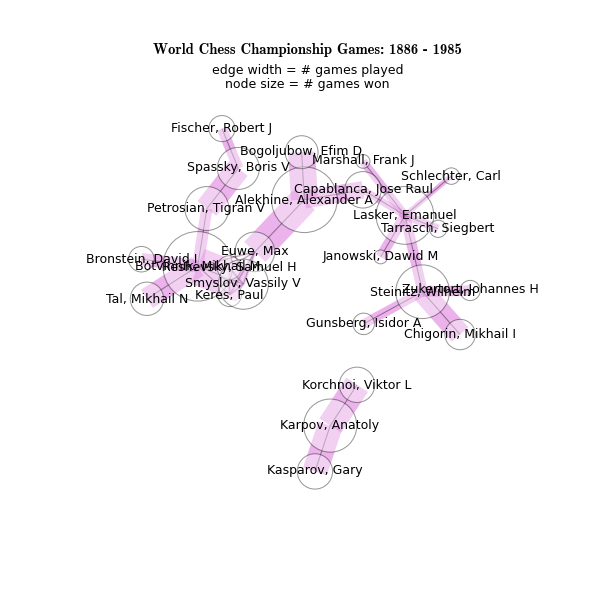 World Chess Championship Games: 1886 - 1985
edge width = # games played
node size = # games won
Fischer, Robert J
Bogoljubow, Efim D
Marshall, Frank J
Spassky, Boris V
Schlechter, Carl
Capablanca, Jose Raul
Alekhine, Alexander A
Petrosian, Tigran V
Lasker, Emanuel
Tarrasch, Siegbert
Euwe, Max
Janowski, Dawid M
Bronstein, David I
Botvinnik, Mikhail M
Reshevsky, Samuel H
Smyslov, Vassily V
Keres, Paul
Tal, Mikhail N
Steinitz, Wilhelm
Zukertort, Johannes H
Gunsberg, Isidor A
Chigorin, Mikhail I
Korchnoi, Viktor L
Karpov, Anatoly
Kasparov, Gary